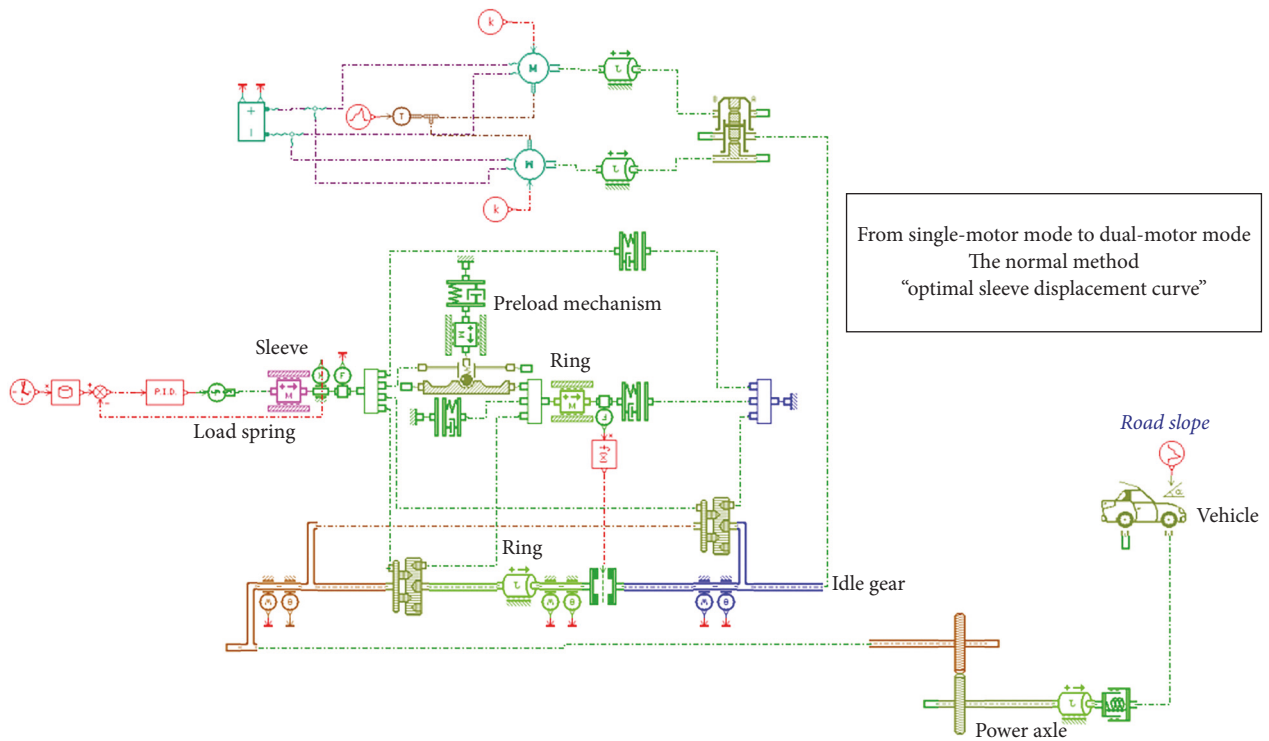 k
M
T
M
k
From single-motor mode to dual-motor mode
The normal method
“optimal sleeve displacement curve”
Preload mechanism
Sleeve
Ring
P.I.D.
M
F
M
F
Load spring
Road slope
α
Vehicle
Ring
Idle gear
θ
θ
θ
Power axle